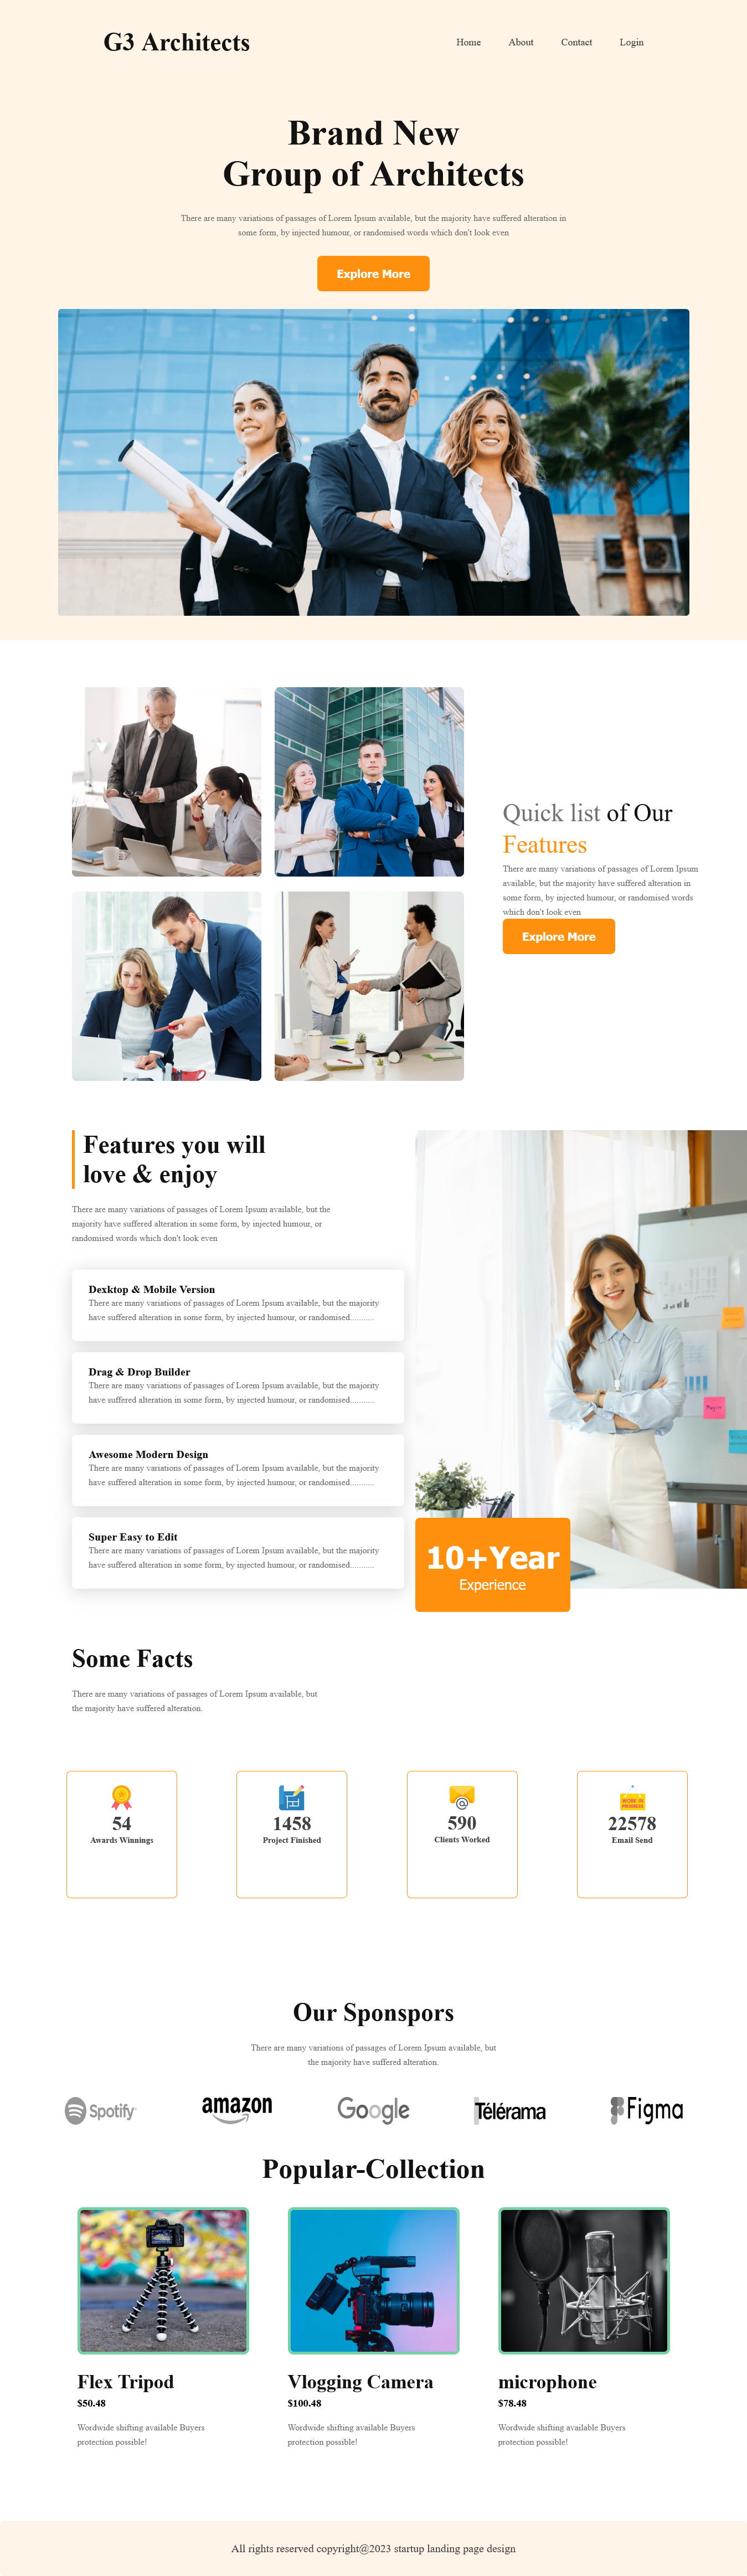 G3 Architects
Home About Contact Login
Brand New
Group of Architects
There are many variations of passages of Lorem Ipsum available, but the majority have suffered alteration in
some form, by injected humour, or randomised words which don't look even
Explore More
Quick list of Our
Features
There are many variations of passages of Lorem Ipsum
available, but the majority have suffered alteration in
some form, by injected humour, or randomised words
which don't look even
Explore More
Features you will
love & enjoy
There are many variations of passages of Lorem Ipsum available, but the
majority have suffered alteration in some form, by injected humour, or
randomised words which don't look even
Dexktop & Mobile Version
There are many variations of passages of Lorem Ipsum available, but the majority
have suffered alteration in some form, by injected humour, or randomised...........
Drag & Drop Builder
There are many variations of passages of Lorem Ipsum available, but the majority
have suffered alteration in some form, by injected humour, or randomised...........
Awesome Modern Design
There are many variations of passages of Lorem Ipsum available, but the majority
have suffered alteration in some form, by injected humour, or randomised...........
Super Easy to Edit
There are many variations of passages of Lorem Ipsum available, but the majority
have suffered alteration in some form, by injected humour, or randomised...........
10+Year
Experience
Some Facts
There are many variations of passages of Lorem Ipsum available, but
the majority have suffered alteration.
54
Awards Winnings
1458
Project Finished
590
Clients Worked
WORK IN
PROGRESS
22578
Email Send
Our Sponspors
There are many variations of passages of Lorem Ipsum available, but
the majority have suffered alteration.
Spotify amazon Google Télérama Figma
Popular-Collection
Flex Tripod
$50.48
Wordwide shifting available Buyers
protection possible!
Vlogging Camera
$100.48
Wordwide shifting available Buyers
protection possible!
microphone
$78.48
Wordwide shifting available Buyers
protection possible!
All rights reserved copyright@2023 startup landing page design